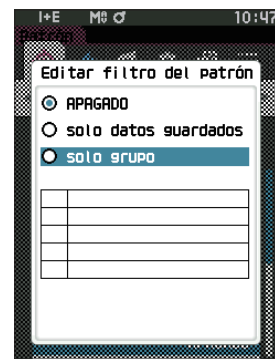 I+E M 10:47
Patrón
Editar filtro del patrón
APAGADO
solo datos guardados
solo grupo